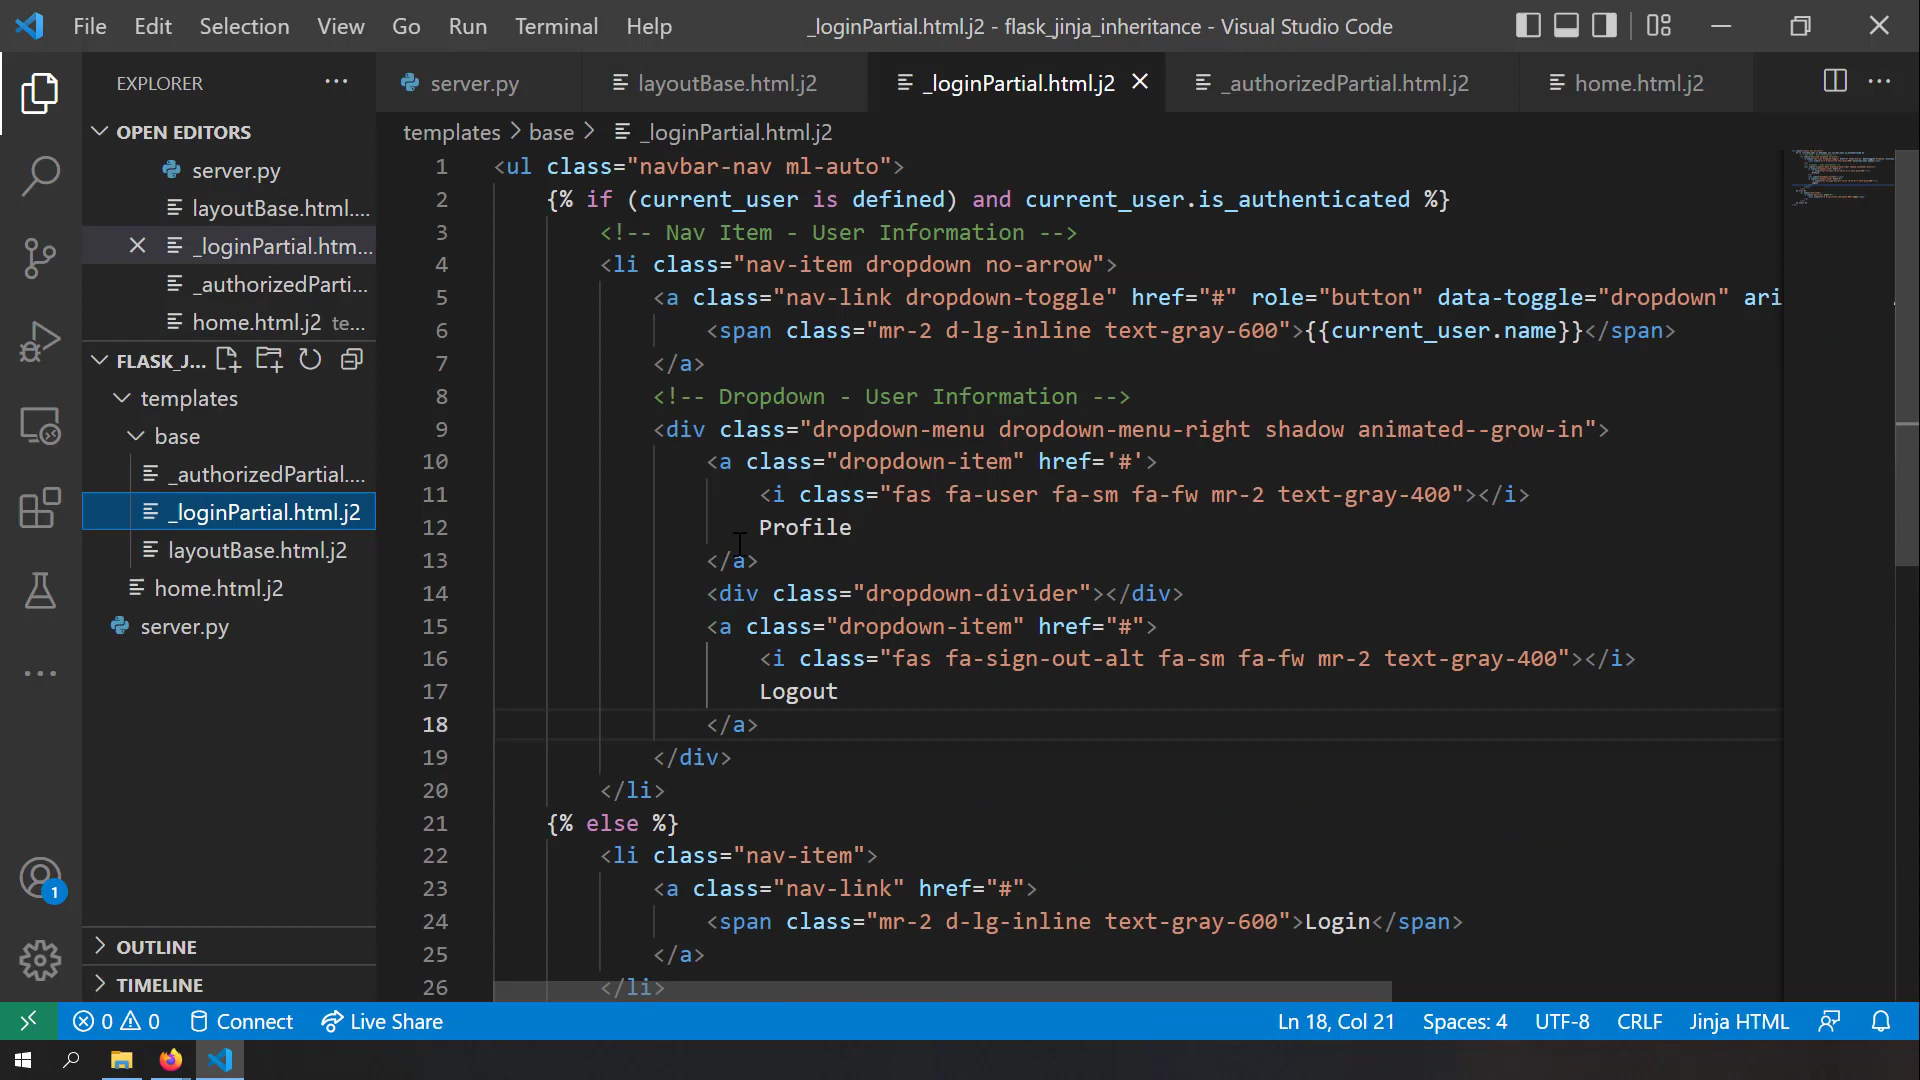 File Edit Selection View Go Run Terminal Help
_loginPartial.html.j2 - flask_jinja_inheritance - Visual Studio Code
EXPLORER
server.py
layoutBase.html.j2
_loginPartial.html.j2
_authorizedPartial.html.j2
home.html.j2
OPEN EDITORS
server.py
layoutBase.html....
_loginPartial.htm...
_authorizedParti...
home.html.j2 te...
FLASK_J...
templates
base
_authorizedPartial....
_loginPartial.html.j2
layoutBase.html.j2
home.html.j2
server.py
OUTLINE
TIMELINE
templates > base > _loginPartial.html.j2
1 <ul class="navbar-nav ml-auto">
2 {% if (current_user is defined) and current_user.is_authenticated %}
3 <!-- Nav Item - User Information -->
4 <li class="nav-item dropdown no-arrow">
5 <a class="nav-link dropdown-toggle" href="#" role="button" data-toggle="dropdown" ari
6 <span class="mr-2 d-lg-inline text-gray-600">{{current_user.name}}</span>
7 </a>
8 <!-- Dropdown - User Information -->
9 <div class="dropdown-menu dropdown-menu-right shadow animated--grow-in">
10 <a class="dropdown-item" href='#'>
11 <i class="fas fa-user fa-sm fa-fw mr-2 text-gray-400"></i>
12 Profile
13 </a>
14 <div class="dropdown-divider"></div>
15 <a class="dropdown-item" href="#">
16 <i class="fas fa-sign-out-alt fa-sm fa-fw mr-2 text-gray-400"></i>
17 Logout
18 </a>
19 </div>
20 </li>
21 {% else %}
22 <li class="nav-item">
23 <a class="nav-link" href="#">
24 <span class="mr-2 d-lg-inline text-gray-600">Login</span>
25 </a>
26 </li>
1
0 0 Connect Live Share
Ln 18, Col 21 Spaces: 4 UTF-8 CRLF Jinja HTML